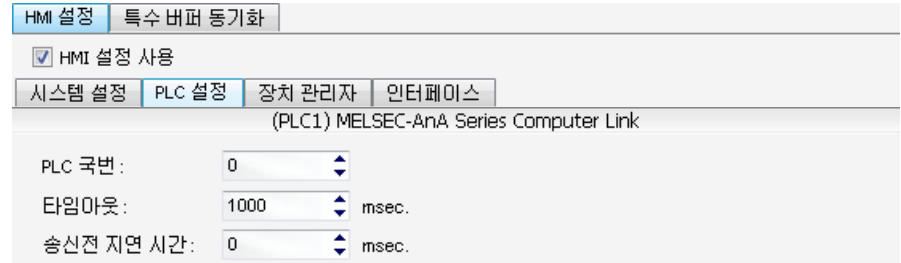 HMI 설정 특수 버퍼 동기화
HMI 설정 사용
시스템 설정 PLC 설정 장치 관리자 인터페이스
(PLC1) MELSEC-AnA Series Computer Link
PLC 국번 : 0
타임아웃 : 1000 msec.
송신전 지연 시간 : 0 msec.